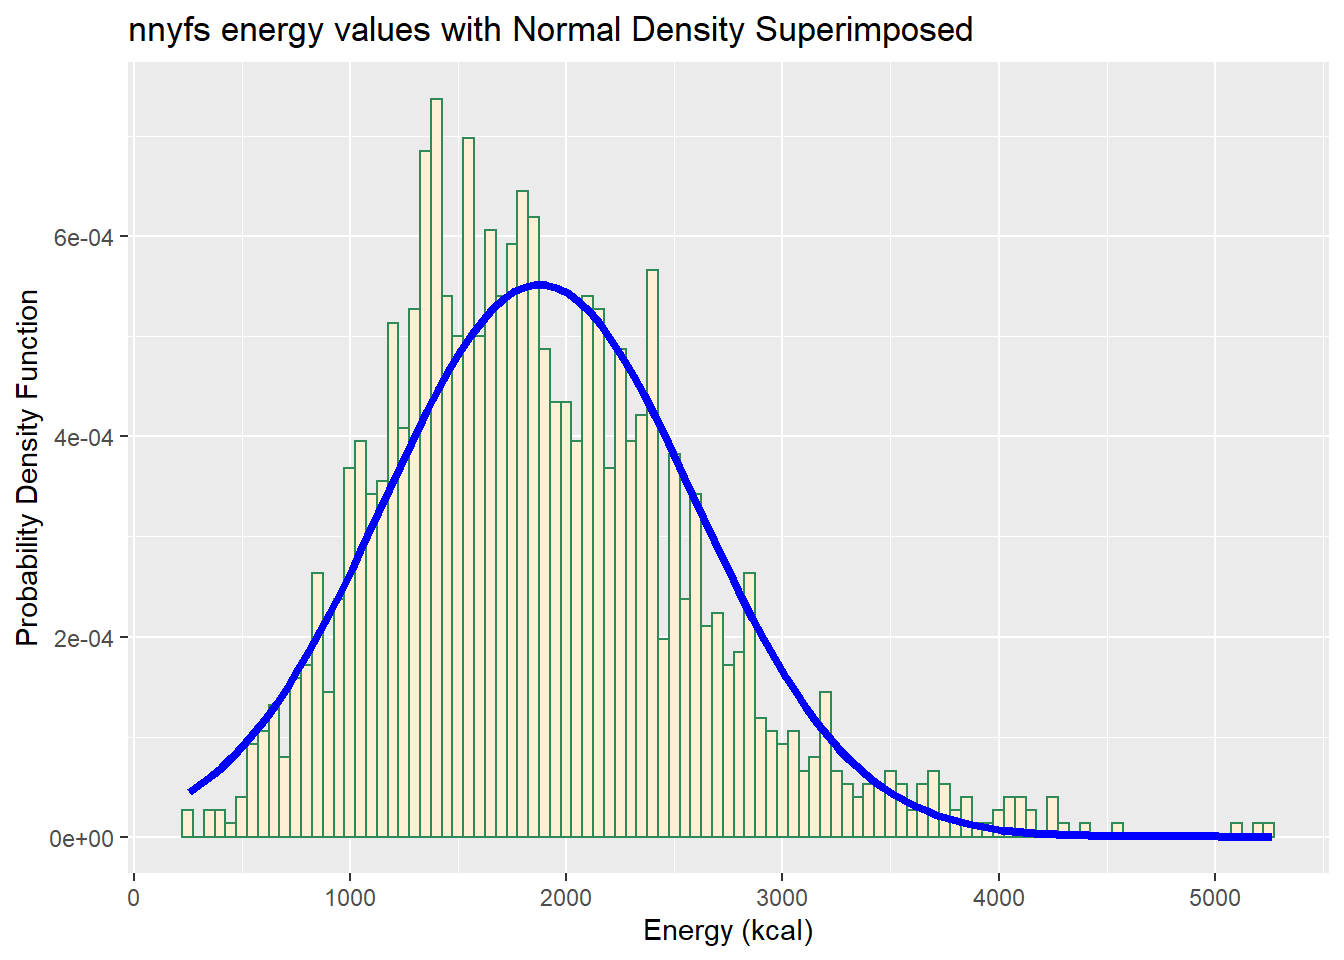 nnyfs energy values with Normal Density Superimposed
Probability Density Function
6e-04
4e-04
2e-04
0e+00
0
1000
2000
3000
4000
5000
Energy (kcal)